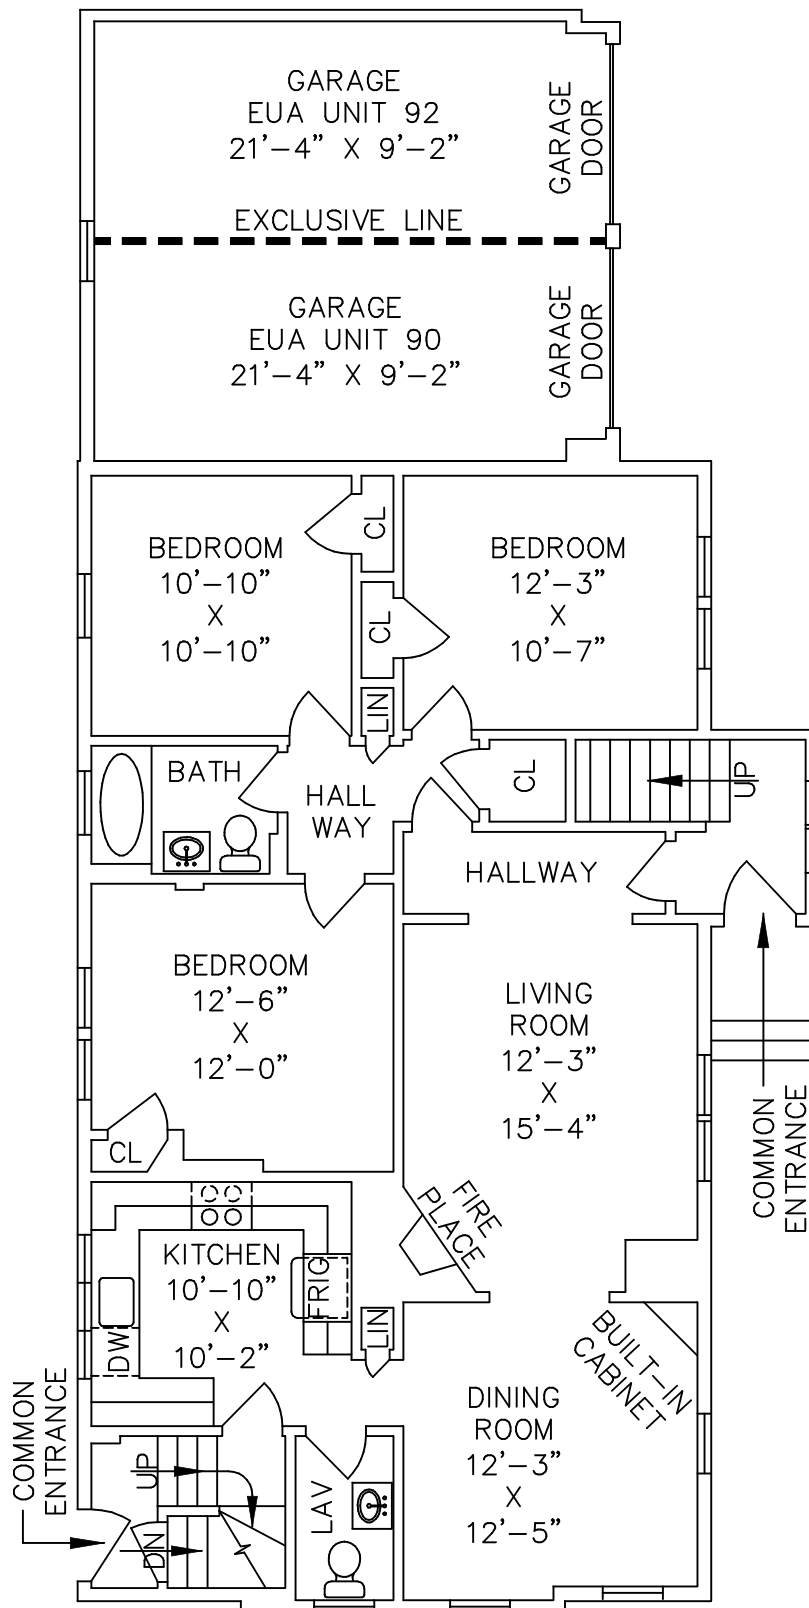 GARAGE
EUA UNIT 92
21'-4" X 9'-2"
GARAGE
DOOR
EXCLUSIVE LINE
GARAGE
EUA UNIT 90
21'-4" X 9'-2"
GARAGE
DOOR
BEDROOM
10'-10"
X
10'-10"
CL
CL
LIN
BEDROOM
12'-3"
X
10'-7"
BATH
HALL
WAY
CL
UP
HALLWAY
BEDROOM
12'-6"
X
12'-0"
CL
LIVING
ROOM
12'-3"
X
15'-4"
COMMON
ENTRANCE
FIRE
PLACE
KITCHEN
10'-10"
X
10'-2"
FRIG
DW
LIN
BUILT-IN
CABINET
DINING
ROOM
12'-3"
X
12'-5"
COMMON
ENTRANCE
UP
DN
LAV